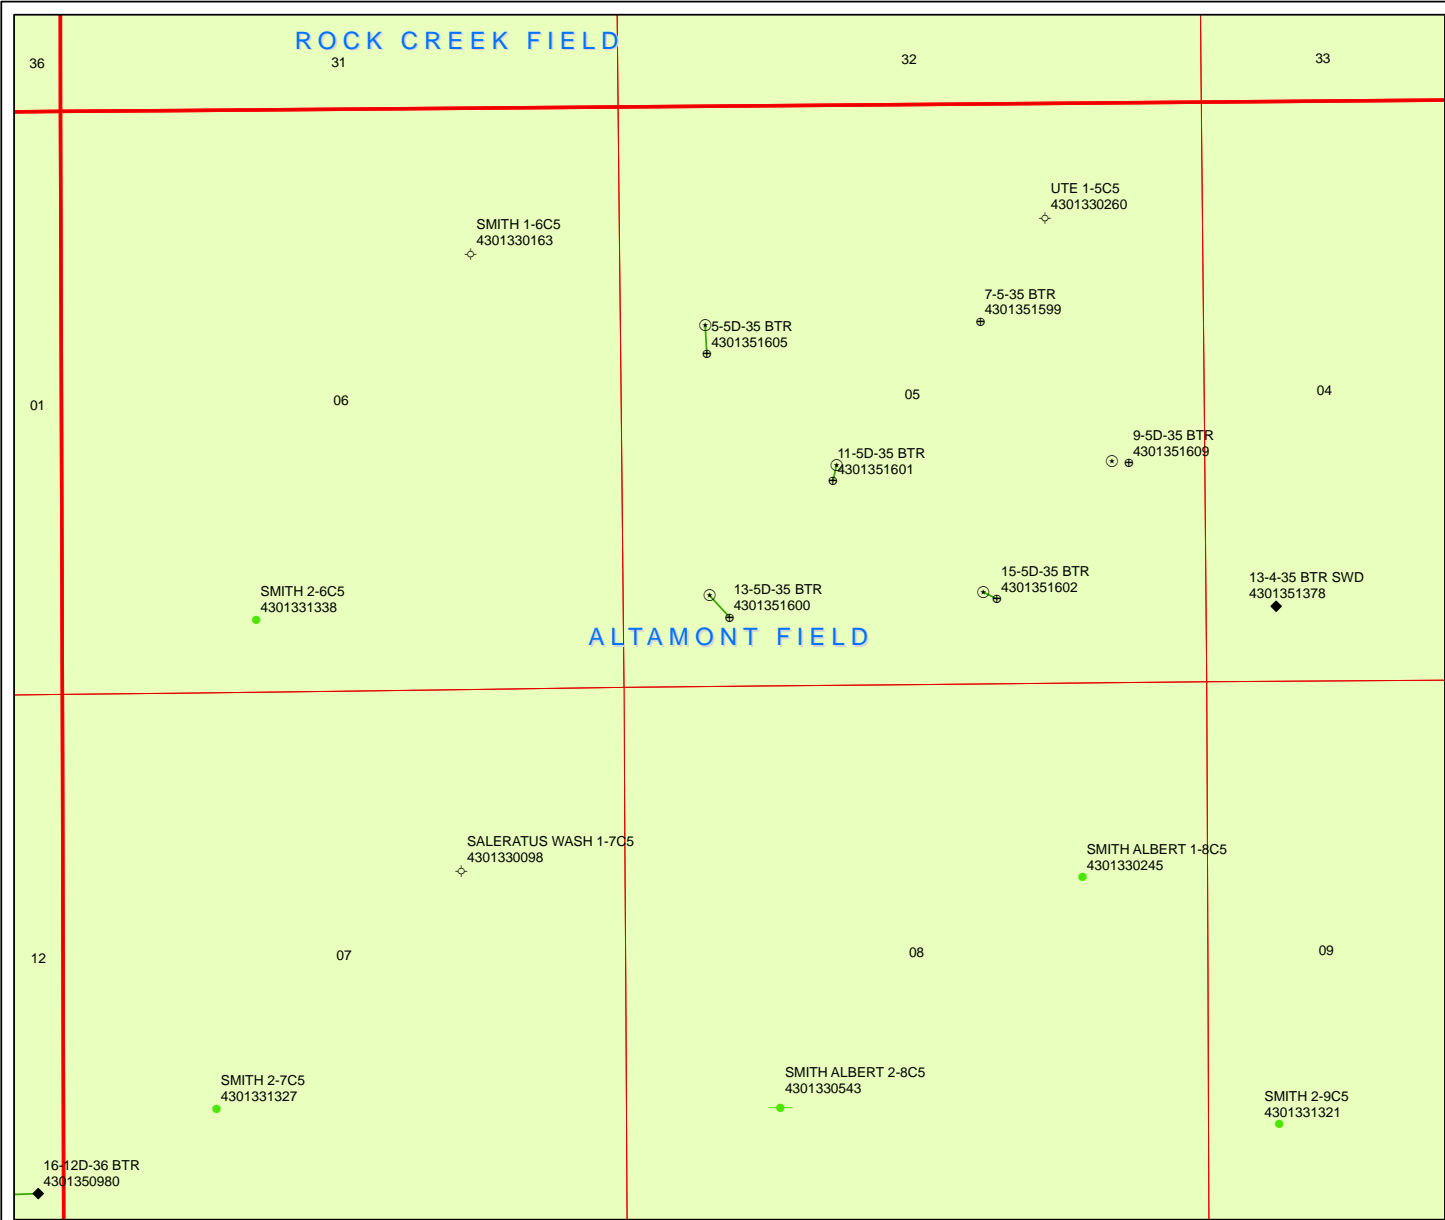 ROCK CREEK FIELD
36
31
32
33
UTE 1-5C5
4301330260
SMITH 1-6C5
4301330163
7-5-35 BTR
4301351599
5-5D-35 BTR
4301351605
01
06
05
04
9-5D-35 BTR
4301351609
11-5D-35 BTR
4301351601
15-5D-35 BTR
4301351602
13-4-35 BTR SWD
4301351378
SMITH 2-6C5
4301331338
13-5D-35 BTR
4301351600
ALTAMONT FIELD
SALERATUS WASH 1-7C5
4301330098
SMITH ALBERT 1-8C5
4301330245
12
07
08
09
SMITH 2-7C5
4301331327
SMITH ALBERT 2-8C5
4301330543
SMITH 2-9C5
4301331321
16-12D-36 BTR
4301350980